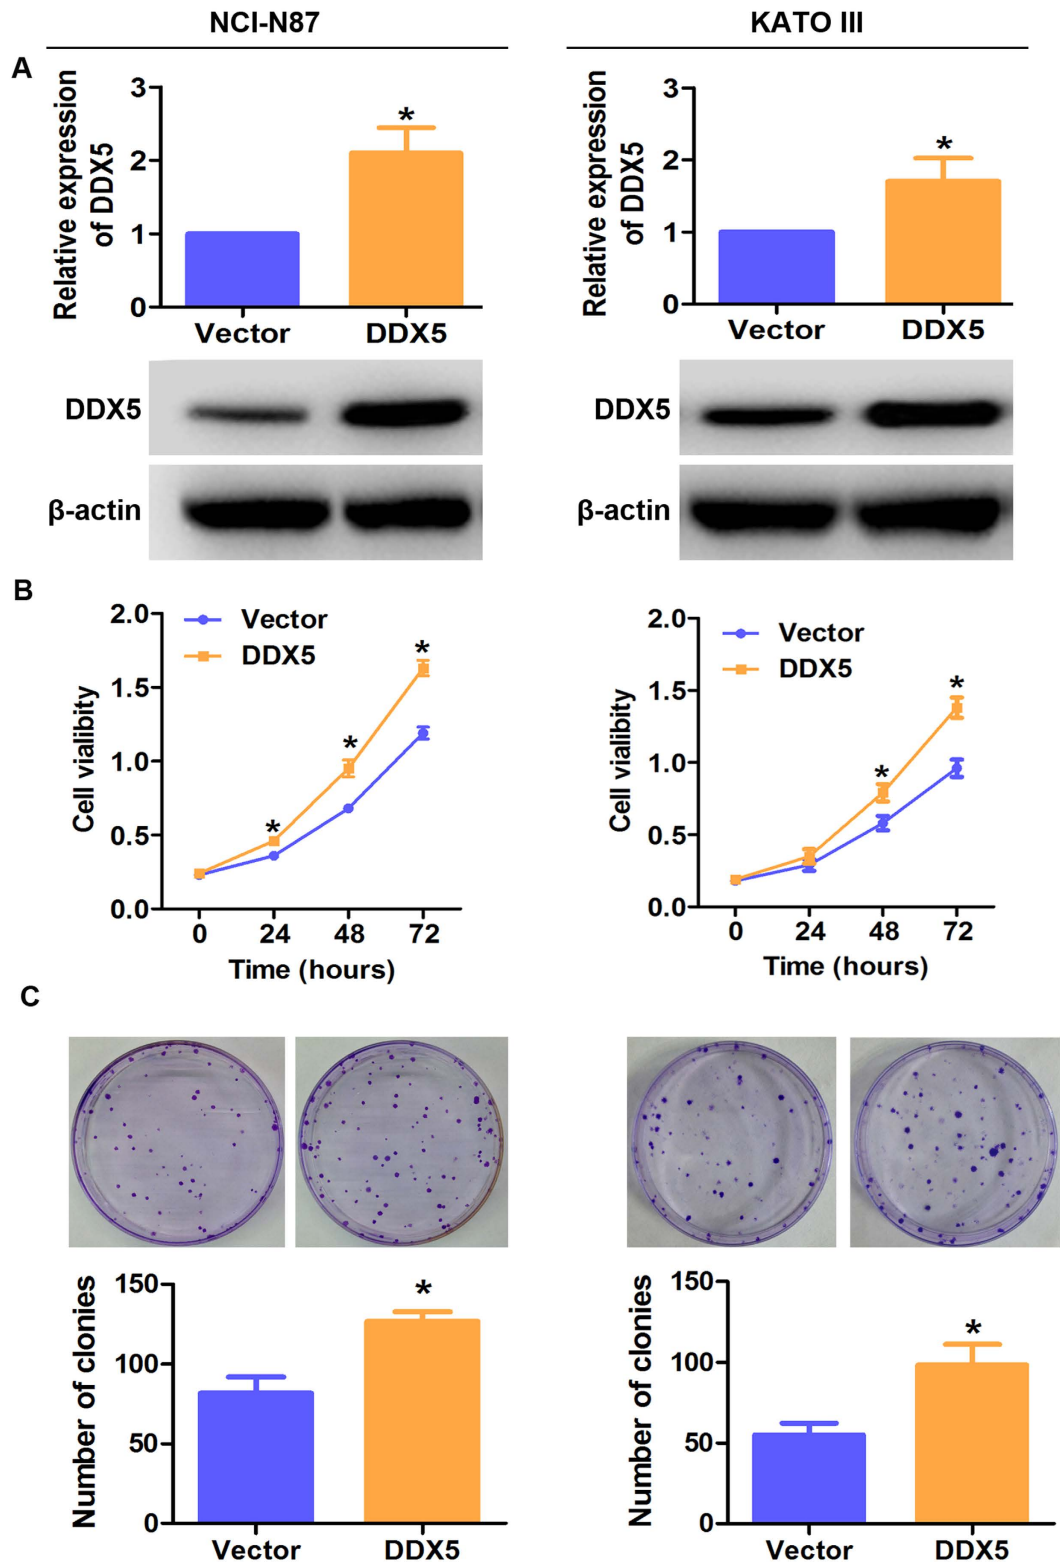 NCI-N87
KATO III
A
Relative expression
of DDX5
3
2
1
0
*
Vector
DDX5
Relative expression
of DDX5
3
2
1
0
*
Vector
DDX5
DDX5
β-actin
DDX5
β-actin
B
Cell vialibity
2.0
1.5
1.0
0.5
0.0
Vector
DDX5
*
*
*
0
24
48
72
Time (hours)
Cell vialibity
2.0
1.5
1.0
0.5
0.0
Vector
DDX5
*
*
0
24
48
72
Time (hours)
C
Number of clonies
150
100
50
0
*
Vector
DDX5
Number of clonies
150
100
50
0
*
Vector
DDX5